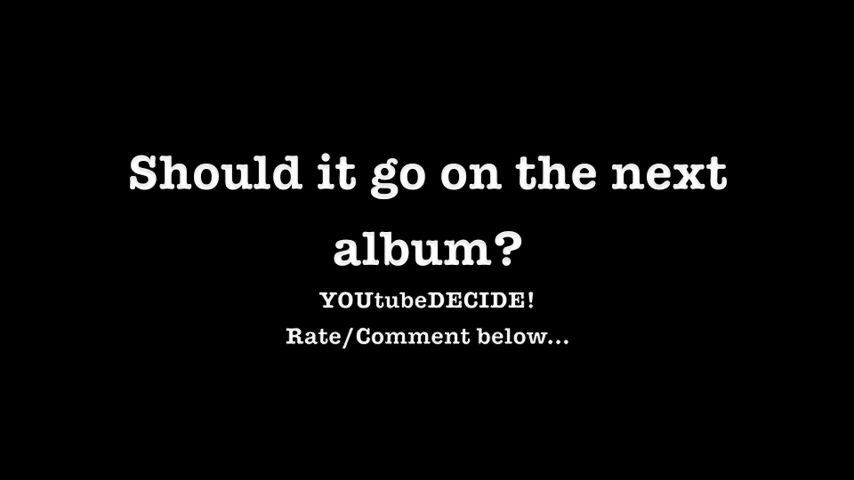 Should it go on the next
album?
YOUtubeDECIDE!
Rate/Comment below...